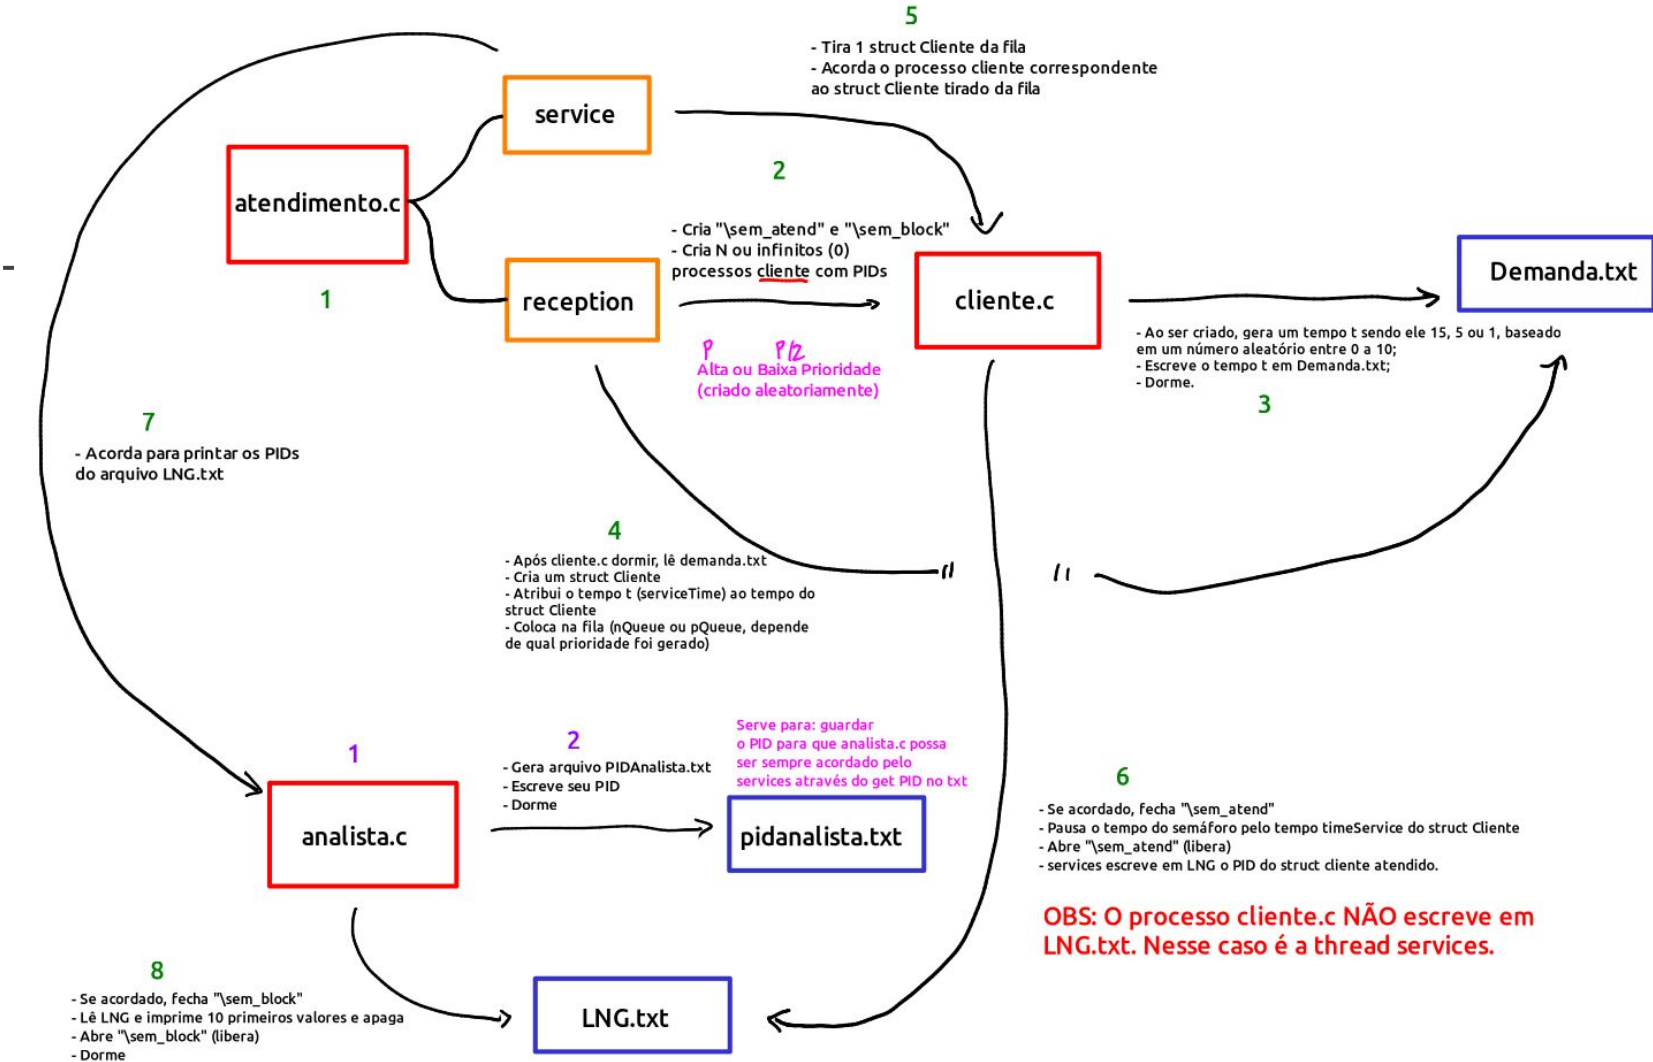 5
- Tira 1 struct Cliente da fila
- Acorda o processo cliente correspondente
ao struct Cliente tirado da fila
service
atendimento.c
1
reception
2
- Cria "\sem_atend" e "\sem_block"
- Cria N ou infinitos (0)
processos cliente com PIDs
P P/2
Alta ou Baixa Prioridade
(criado aleatoriamente)
cliente.c
Demanda.txt
- Ao ser criado, gera um tempo t sendo ele 15, 5 ou 1, baseado
em um número aleatório entre 0 a 10;
- Escreve o tempo t em Demanda.txt;
- Dorme.
3
7
- Acorda para printar os PIDs
do arquivo LNG.txt
4
- Após cliente.c dormir, lê demanda.txt
- Cria um struct Cliente
- Atribui o tempo t (serviceTime) ao tempo do
struct Cliente
- Coloca na fila (nQueue ou pQueue, depende
de qual prioridade foi gerado)
1
analista.c
2
- Gera arquivo PIDAnalista.txt
- Escreve seu PID
- Dorme
Serve para: guardar
o PID para que analista.c possa
ser sempre acordado pelo
services através do get PID no txt
pidanalista.txt
6
- Se acordado, fecha "\sem_atend"
- Pausa o tempo do semáforo pelo tempo timeService do struct Cliente
- Abre "\sem_atend" (libera)
- services escreve em LNG o PID do struct cliente atendido.
OBS: O processo cliente.c NÃO escreve em
LNG.txt. Nesse caso é a thread services.
8
- Se acordado, fecha "\sem_block"
- Lê LNG e imprime 10 primeiros valores e apaga
- Abre "\sem_block" (libera)
- Dorme
LNG.txt